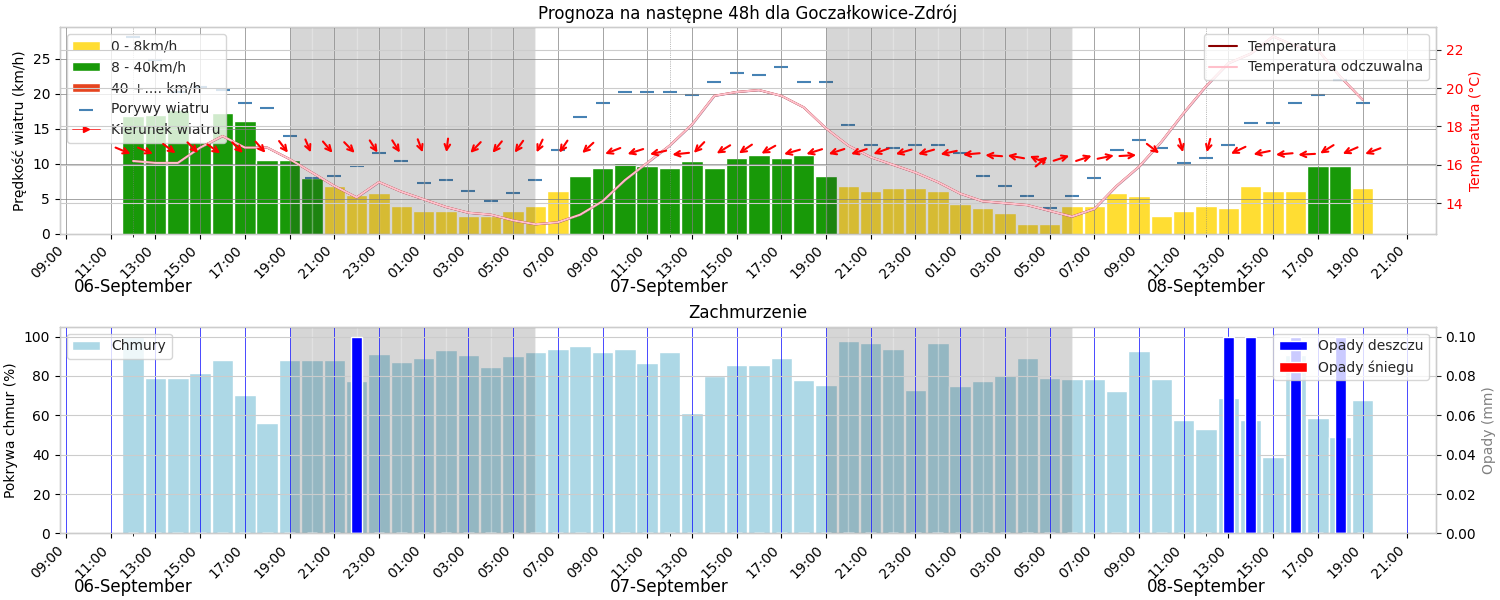 Prognoza na następne 48h dla Goczałkowice-Zdrój
Prędkość wiatru (km/h)
25
20
15
10
5
0
0 - 8km/h
8 - 40km/h
40 +.... km/h
Porywy wiatru
Kierunek wiatru
Temperatura
Temperatura odczuwalna
22
20
18
16
14
Temperatura (°C)
09:00 11:00 13:00 15:00 17:00 19:00 21:00 23:00 01:00 03:00 05:00 07:00 09:00 11:00 13:00 15:00 17:00 19:00 21:00 23:00 01:00 03:00 05:00 07:00 09:00 11:00 13:00 15:00 17:00 19:00 21:00
06-September 07-September 08-September
Zachmurzenie
Pokrywa chmur (%)
100
80
60
40
20
0
Chmury
Opady deszczu
Opady śniegu
0.10
0.08
0.06
0.04
0.02
0.00
Opady (mm)
09:00 11:00 13:00 15:00 17:00 19:00 21:00 23:00 01:00 03:00 05:00 07:00 09:00 11:00 13:00 15:00 17:00 19:00 21:00 23:00 01:00 03:00 05:00 07:00 09:00 11:00 13:00 15:00 17:00 19:00 21:00
06-September 07-September 08-September